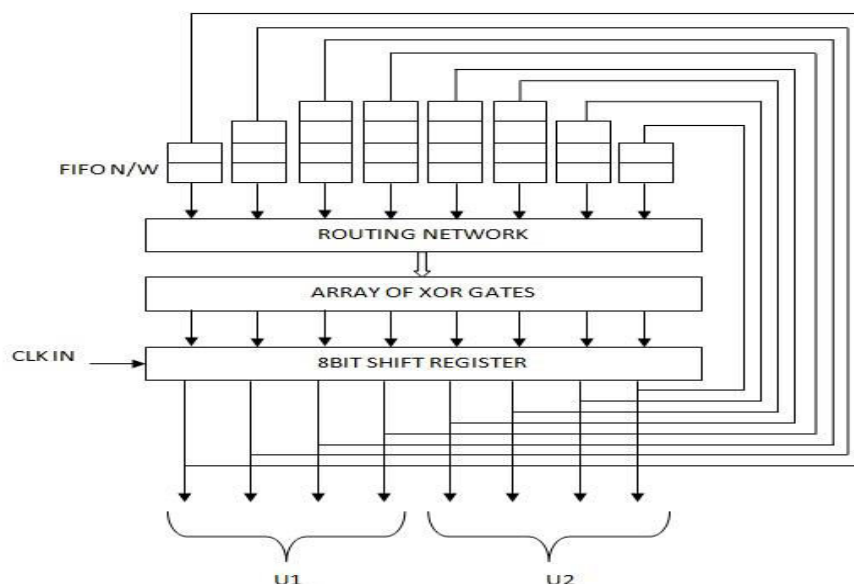 FIFO N/W
ROUTING NETWORK
ARRAY OF XOR GATES
CLK IN
8BIT SHIFT REGISTER
U1
U2